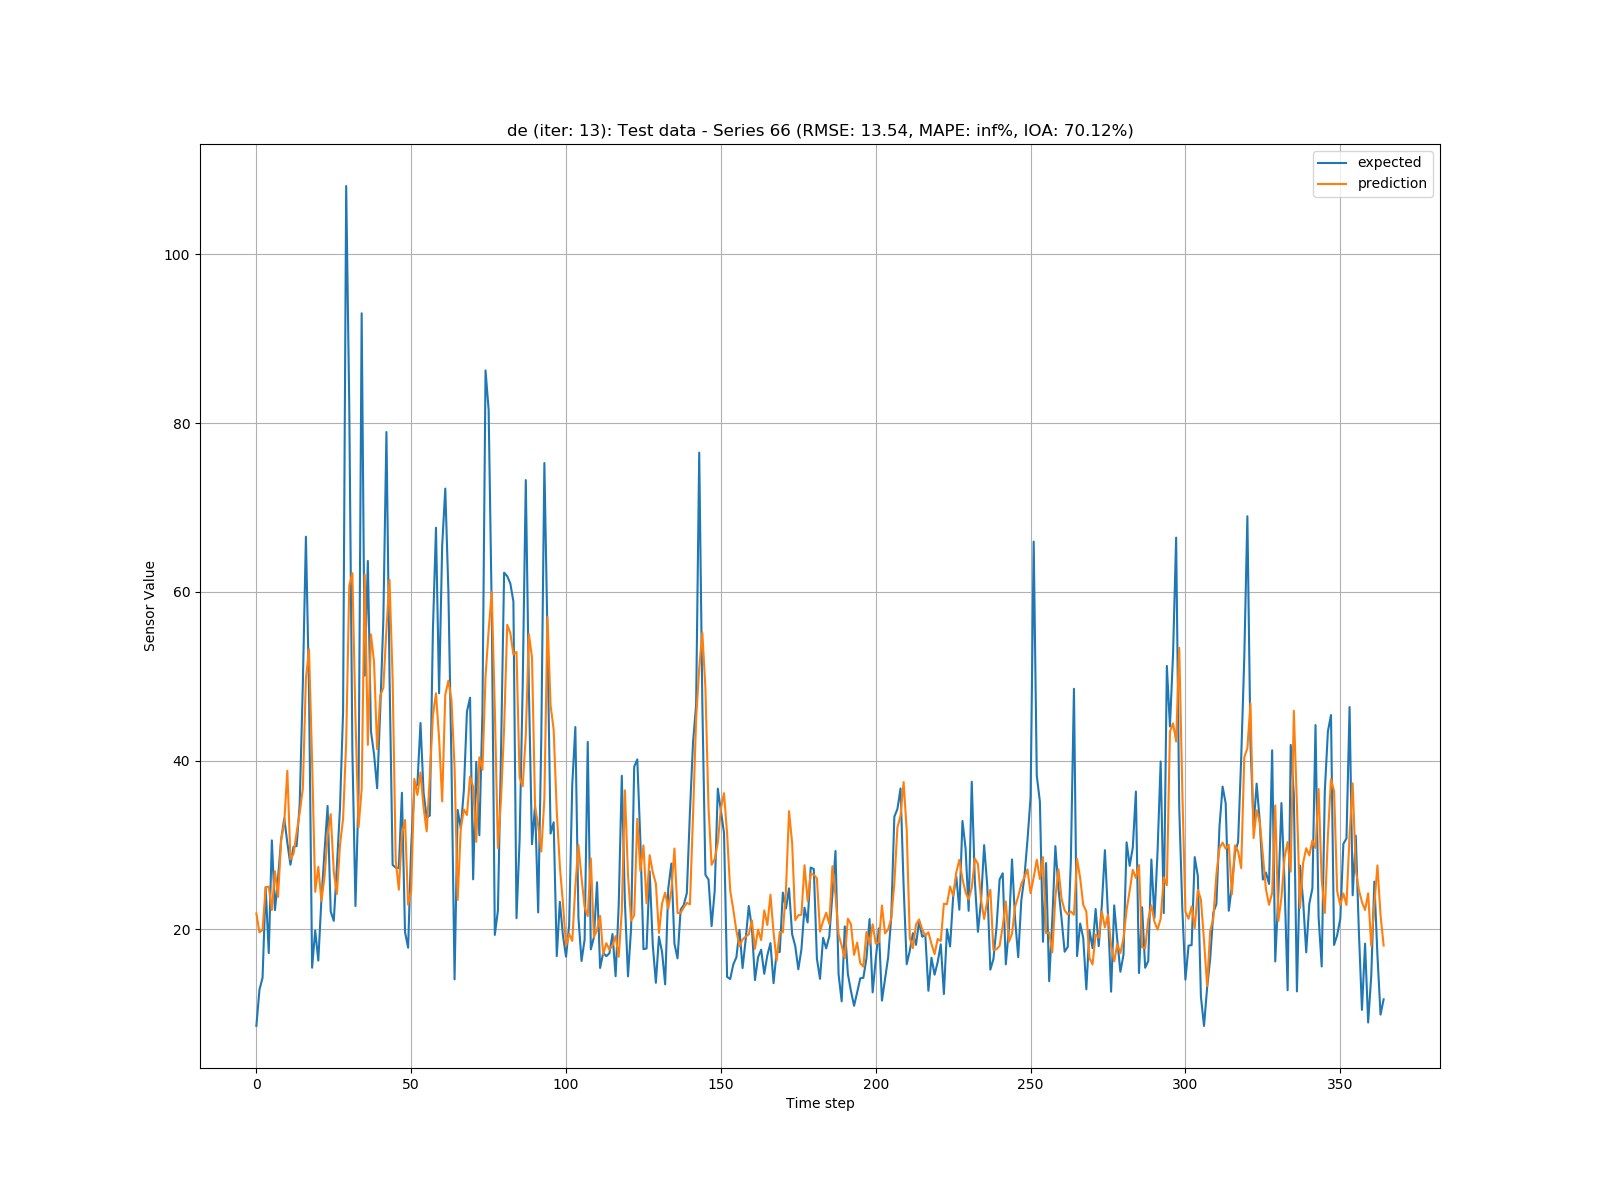 de (iter: 13): Test data - Series 66 (RMSE: 13.54, MAPE: inf%, IOA: 70.12%)
expected
prediction
100
80
60
40
20
Sensor Value
0 50 100 150 200 250 300 350
Time step